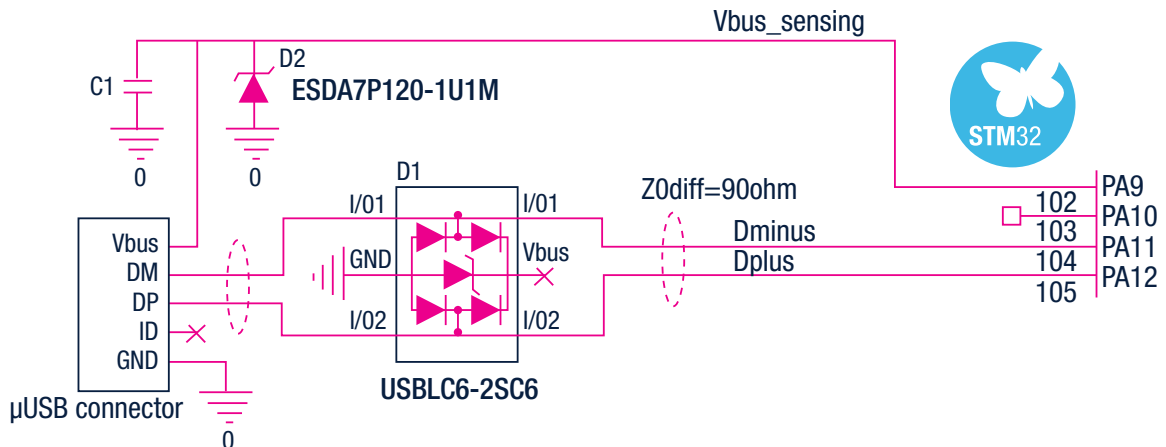 Vbus_sensing
C1
D2
ESDA7P120-1U1M
0
0
STM32
D1
Z0diff=90ohm
I/01
I/01
PA9
102
PA10
Vbus
GND
Vbus
Dminus
103
PA11
DM
Dplus
104
PA12
DP
105
ID
I/02
I/02
GND
USBLC6-2SC6
µUSB connector
0